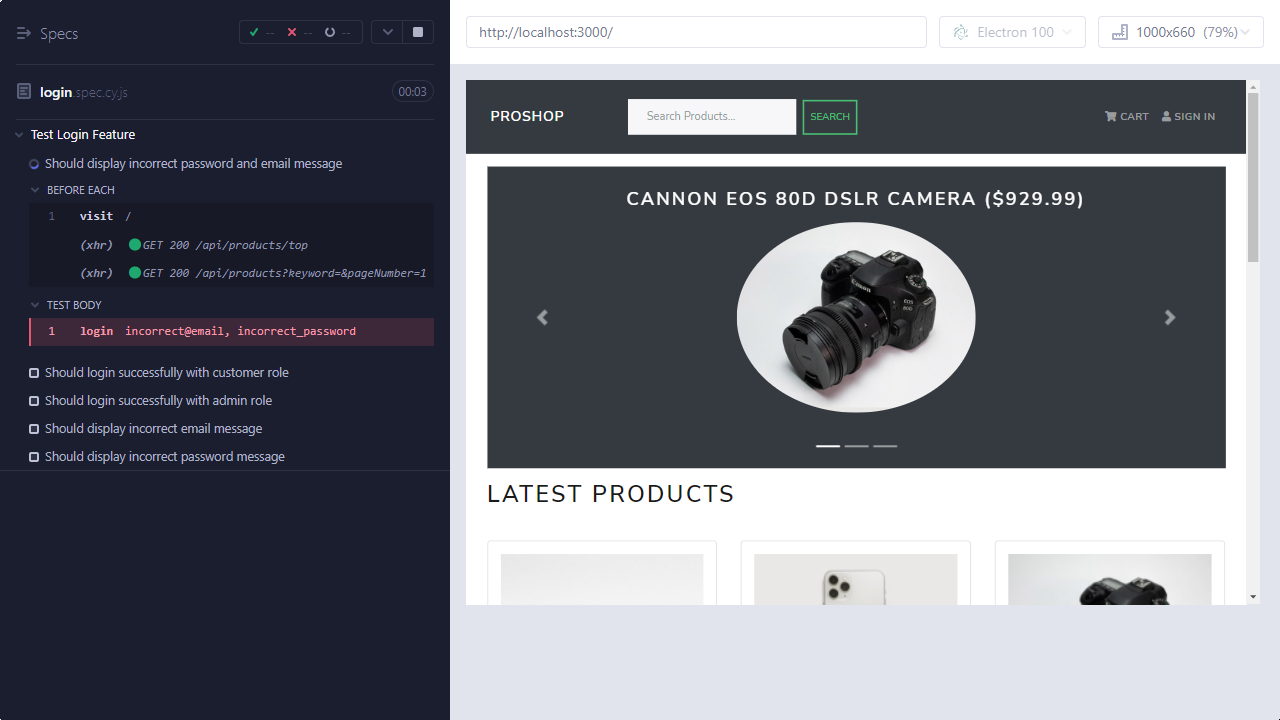 Specs
-- -- --
login.spec.cy.js
00:03
Test Login Feature
Should display incorrect password and email message
BEFORE EACH
1 visit /
(xhr) GET 200 /api/products/top
(xhr) GET 200 /api/products?keyword=&pageNumber=1
TEST BODY
1 login incorrect@email, incorrect_password
Should login successfully with customer role
Should login successfully with admin role
Should display incorrect email message
Should display incorrect password message
http://localhost:3000/
Electron 100
1000x660 (79%)
PROSHOP
Search Products...
SEARCH
CART
SIGN IN
CANNON EOS 80D DSLR CAMERA ($929.99)
Canon
EOS
80D
LATEST PRODUCTS